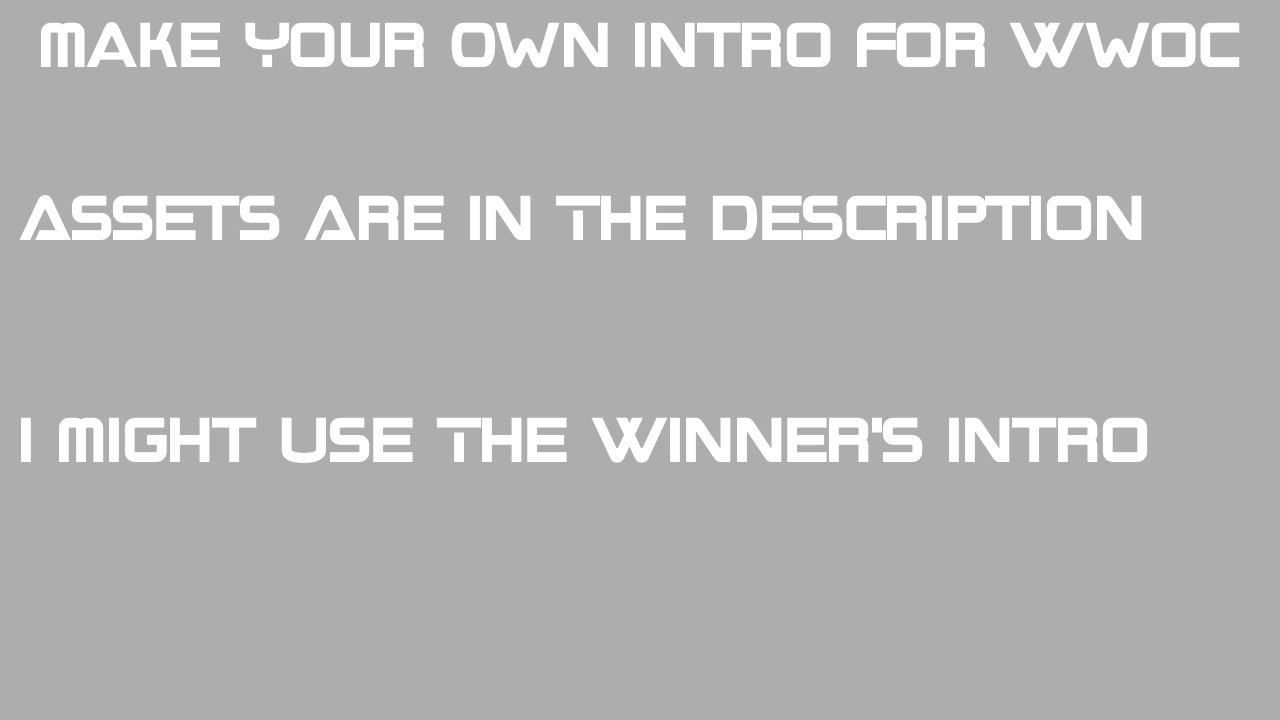 MAKE YOUR OWN INTRO FOR WWOC
ASSETS ARE IN THE DESCRIPTION
I MIGHT USE THE WINNER'S INTRO